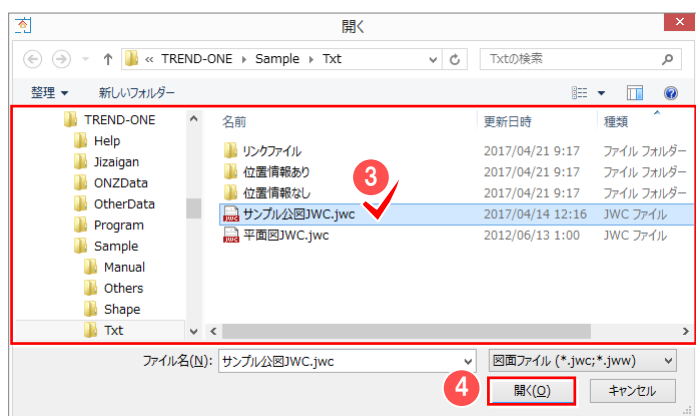 開く
« TREND-ONE ▸ Sample ▸ Txt
Txtの検索
整理 ▼ 新しいフォルダー
TREND-ONE
Help
Jizaigan
ONZData
OtherData
Program
Sample
Manual
Others
Shape
Txt
名前 更新日時 種類
リンクファイル 2017/04/21 9:17 ファイル フォルダー
位置情報あり 2017/04/21 9:17 ファイル フォルダー
位置情報なし 2017/04/21 9:17 ファイル フォルダー
サンプル公図JWC.jwc 2017/04/14 12:16 JWC ファイル
平面図JWC.jwc 2012/06/13 1:00 JWC ファイル
3
ファイル名(N): サンプル公図JWC.jwc 図面ファイル (*.jwc;*.jww)
4
開く(O) キャンセル